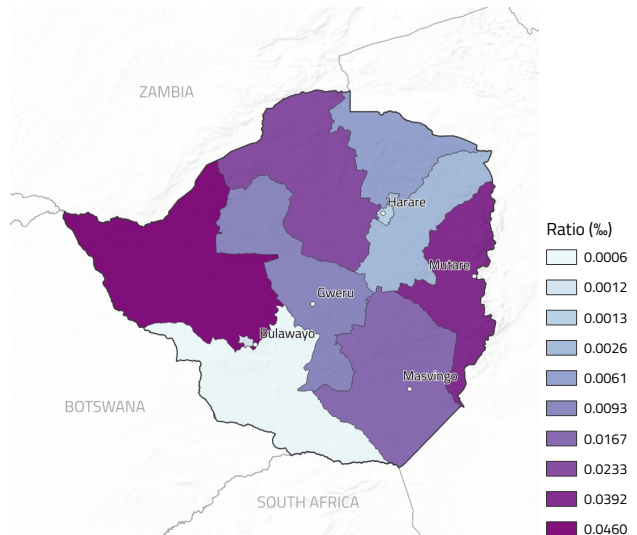 ZAMBIA
Harare
Mutare
Gweru
Bulawayo
Masvingo
BOTSWANA
SOUTH AFRICA
Ratio (‰)
0.0006
0.0012
0.0013
0.0026
0.0061
0.0093
0.0167
0.0233
0.0392
0.0460